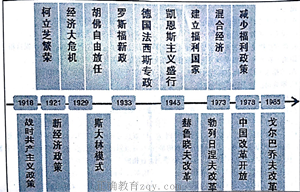 柯立芝繁荣
经济大危机
胡佛自由放任
罗斯福新政
德国法西斯专政
凯恩斯主义盛行
建立福利国家
混合经济
减少福利政策
1918 1921 1929 1933 1945 1973 1978 1985
战时共产主义政策
新经济政策
斯大林模式
赫鲁晓夫改革
勃列日涅夫改革
中国改革开放
戈尔巴乔夫改革